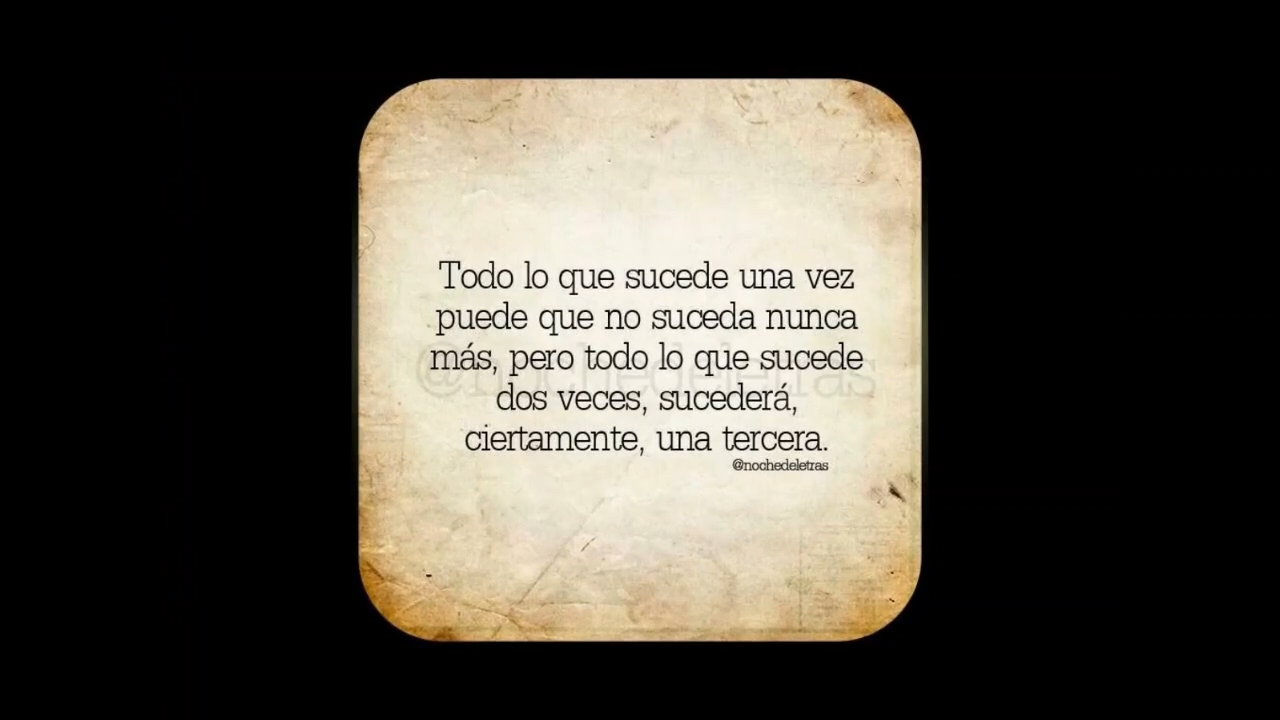 Todo lo que sucede una vez
puede que no suceda nunca
más, pero todo lo que sucede
dos veces, sucederá,
ciertamente, una tercera.
@nochedeletras
@nochedeletras